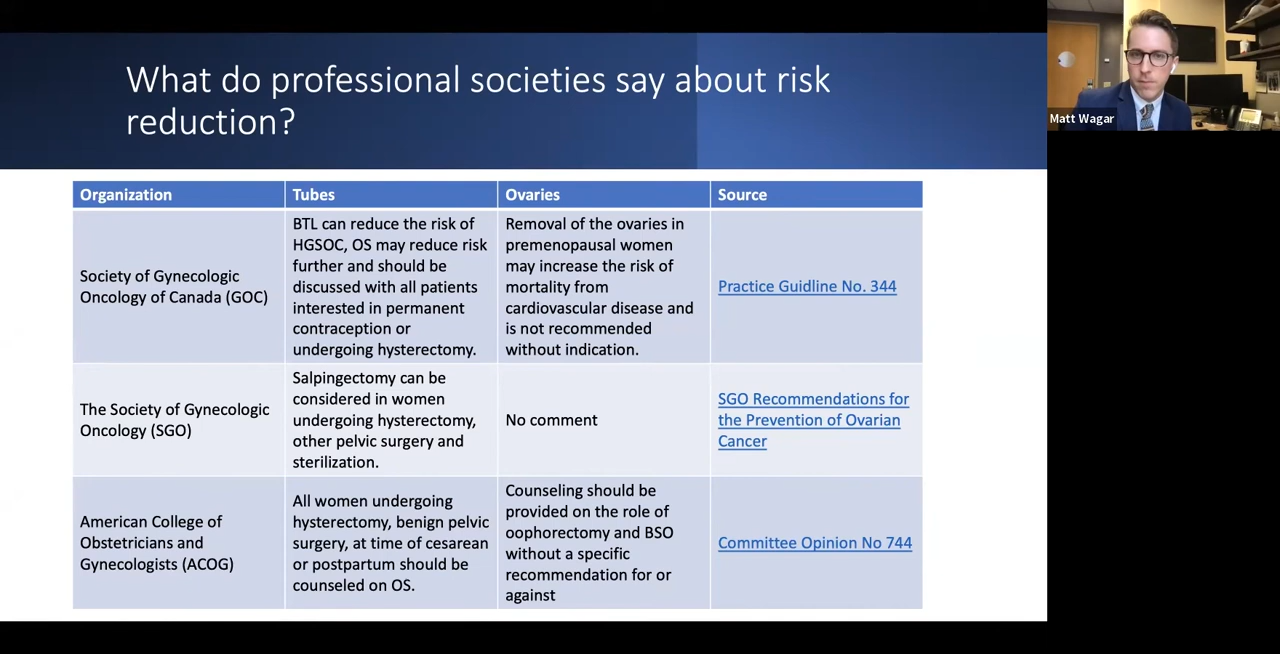 What do professional societies say about risk
reduction?
Matt Wagar
Organization
Tubes
Ovaries
Source
Society of Gynecologic
Oncology of Canada (GOC)
BTL can reduce the risk of
HGSOC, OS may reduce risk
further and should be
discussed with all patients
interested in permanent
contraception or
undergoing hysterectomy.
Removal of the ovaries in
premenopausal women
may increase the risk of
mortality from
cardiovascular disease and
is not recommended
without indication.
Practice Guidline No. 344
The Society of Gynecologic
Oncology (SGO)
Salpingectomy can be
considered in women
undergoing hysterectomy,
other pelvic surgery and
sterilization.
No comment
SGO Recommendations for
the Prevention of Ovarian
Cancer
American College of
Obstetricians and
Gynecologists (ACOG)
All women undergoing
hysterectomy, benign pelvic
surgery, at time of cesarean
or postpartum should be
counseled on OS.
Counseling should be
provided on the role of
oophorectomy and BSO
without a specific
recommendation for or
against
Committee Opinion No 744